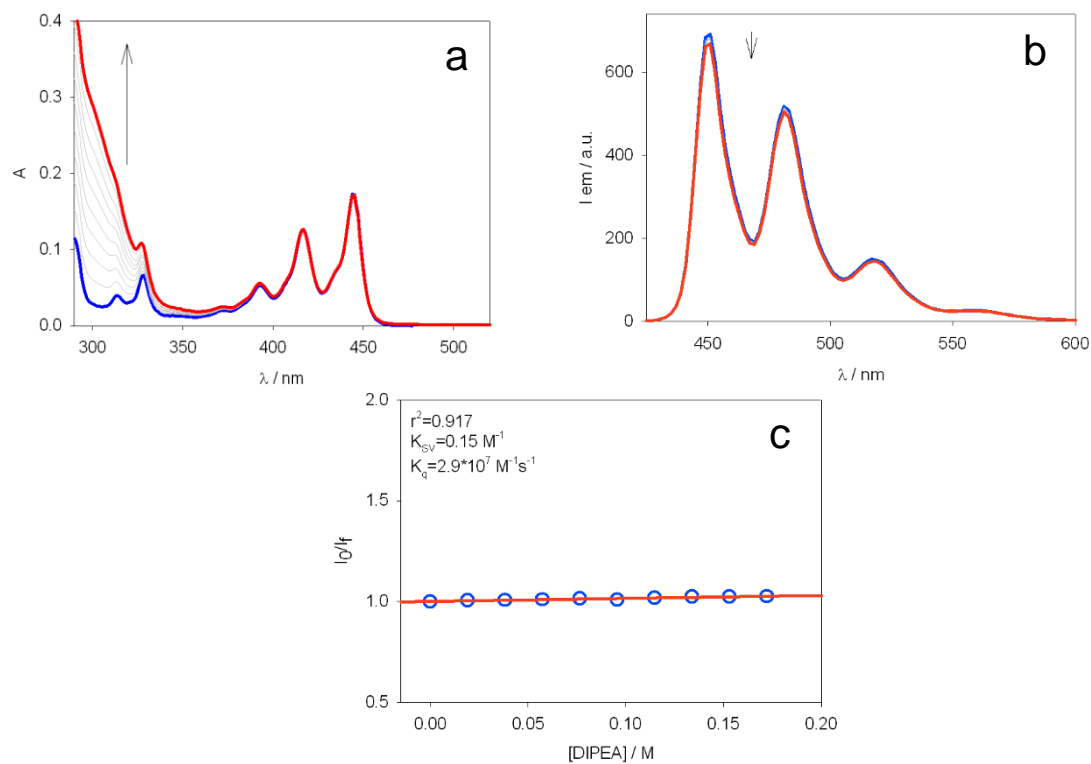 a
0.4
0.3
0.2
0.1
0.0
A
300 350 400 450 500
λ / nm
b
600
400
200
0
I em / a.u.
450 500 550 600
λ / nm
c
r²=0.917
K_SV=0.15 M⁻¹
K_q=2.9*10⁷ M⁻¹s⁻¹
2.0
1.5
1.0
0.5
I₀/I_f
0.00 0.05 0.10 0.15 0.20
[DIPEA] / M